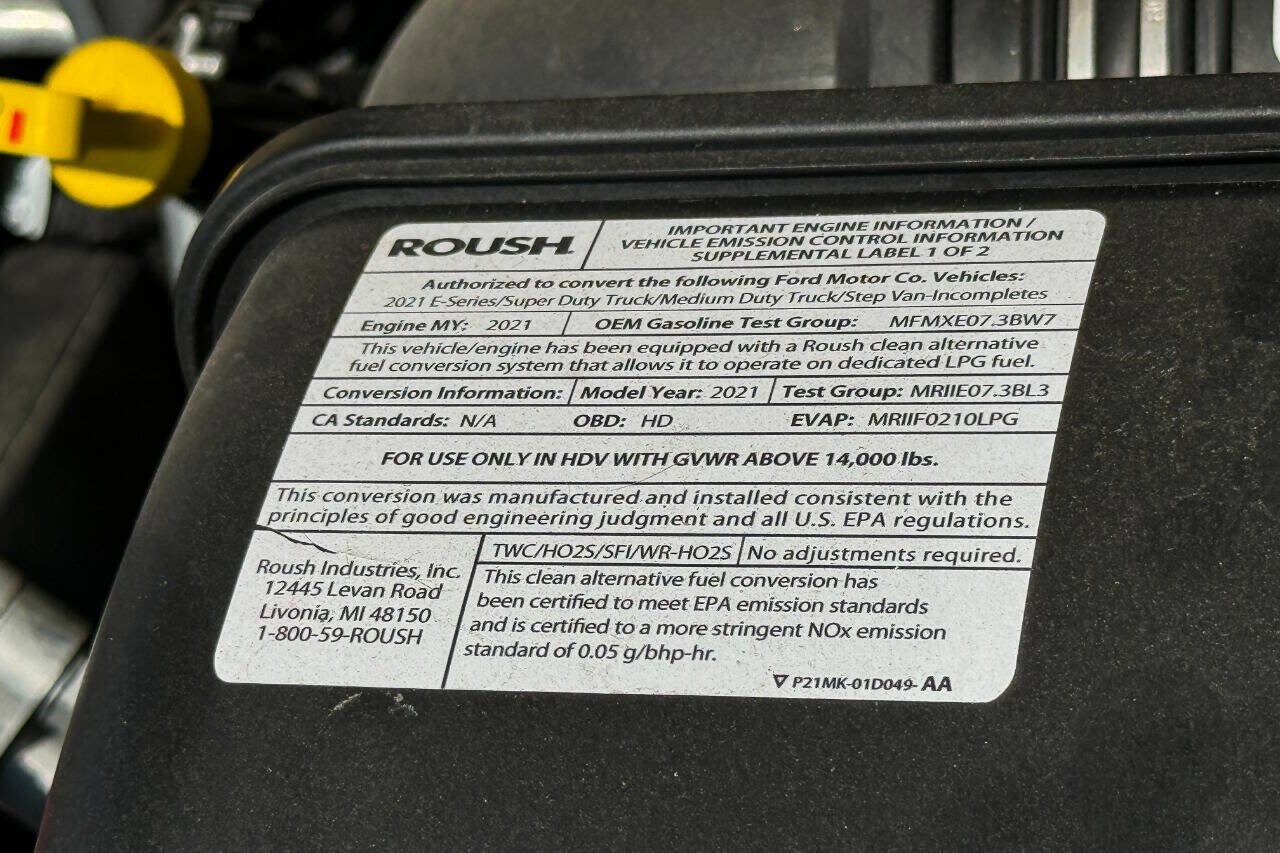 ROUSH
IMPORTANT ENGINE INFORMATION /
VEHICLE EMISSION CONTROL INFORMATION
SUPPLEMENTAL LABEL 1 OF 2
Authorized to convert the following Ford Motor Co. Vehicles:
2021 E-Series/Super Duty Truck/Medium Duty Truck/Step Van-Incompletes
Engine MY: 2021 OEM Gasoline Test Group: MFMXE07.3BW7
This vehicle/engine has been equipped with a Roush clean alternative
fuel conversion system that allows it to operate on dedicated LPG fuel.
Conversion Information: Model Year: 2021 Test Group: MRIIE07.3BL3
CA Standards: N/A OBD: HD EVAP: MRIIF0210LPG
FOR USE ONLY IN HDV WITH GVWR ABOVE 14,000 lbs.
This conversion was manufactured and installed consistent with the
principles of good engineering judgment and all U.S. EPA regulations.
Roush Industries, Inc.
12445 Levan Road
Livonia, MI 48150
1-800-59-ROUSH
TWC/HO2S/SFI/WR-HO2S No adjustments required.
This clean alternative fuel conversion has
been certified to meet EPA emission standards
and is certified to a more stringent NOx emission
standard of 0.05 g/bhp-hr.
P21MK-01D049-AA